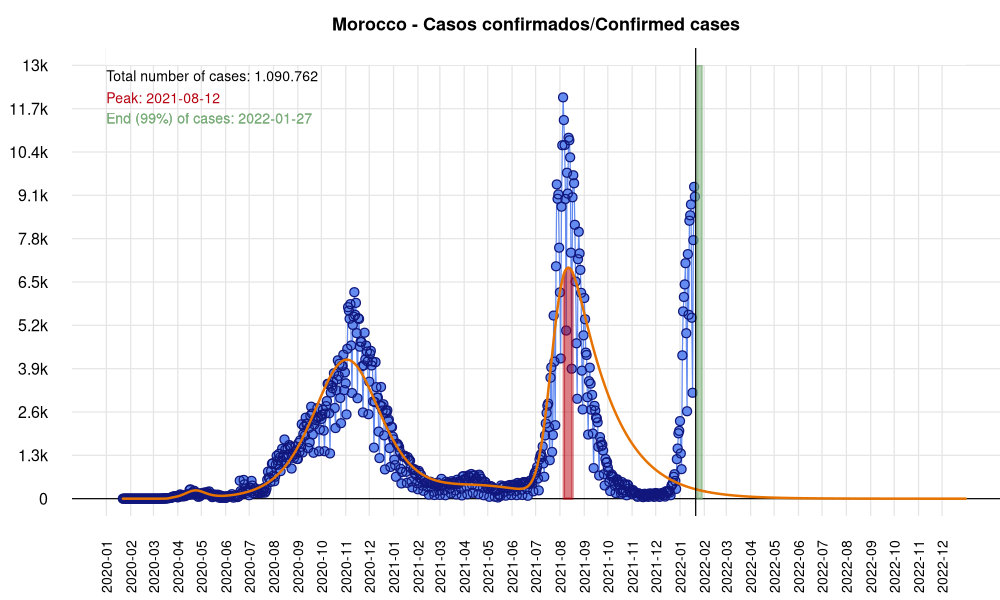 Morocco - Casos confirmados/Confirmed cases
Total number of cases: 1.090.762
Peak: 2021-08-12
End (99%) of cases: 2022-01-27
13k
11.7k
10.4k
9.1k
7.8k
6.5k
5.2k
3.9k
2.6k
1.3k
0
2020-01
2020-02
2020-03
2020-04
2020-05
2020-06
2020-07
2020-08
2020-09
2020-10
2020-11
2020-12
2021-01
2021-02
2021-03
2021-04
2021-05
2021-06
2021-07
2021-08
2021-09
2021-10
2021-11
2021-12
2022-01
2022-02
2022-03
2022-04
2022-05
2022-06
2022-07
2022-08
2022-09
2022-10
2022-11
2022-12